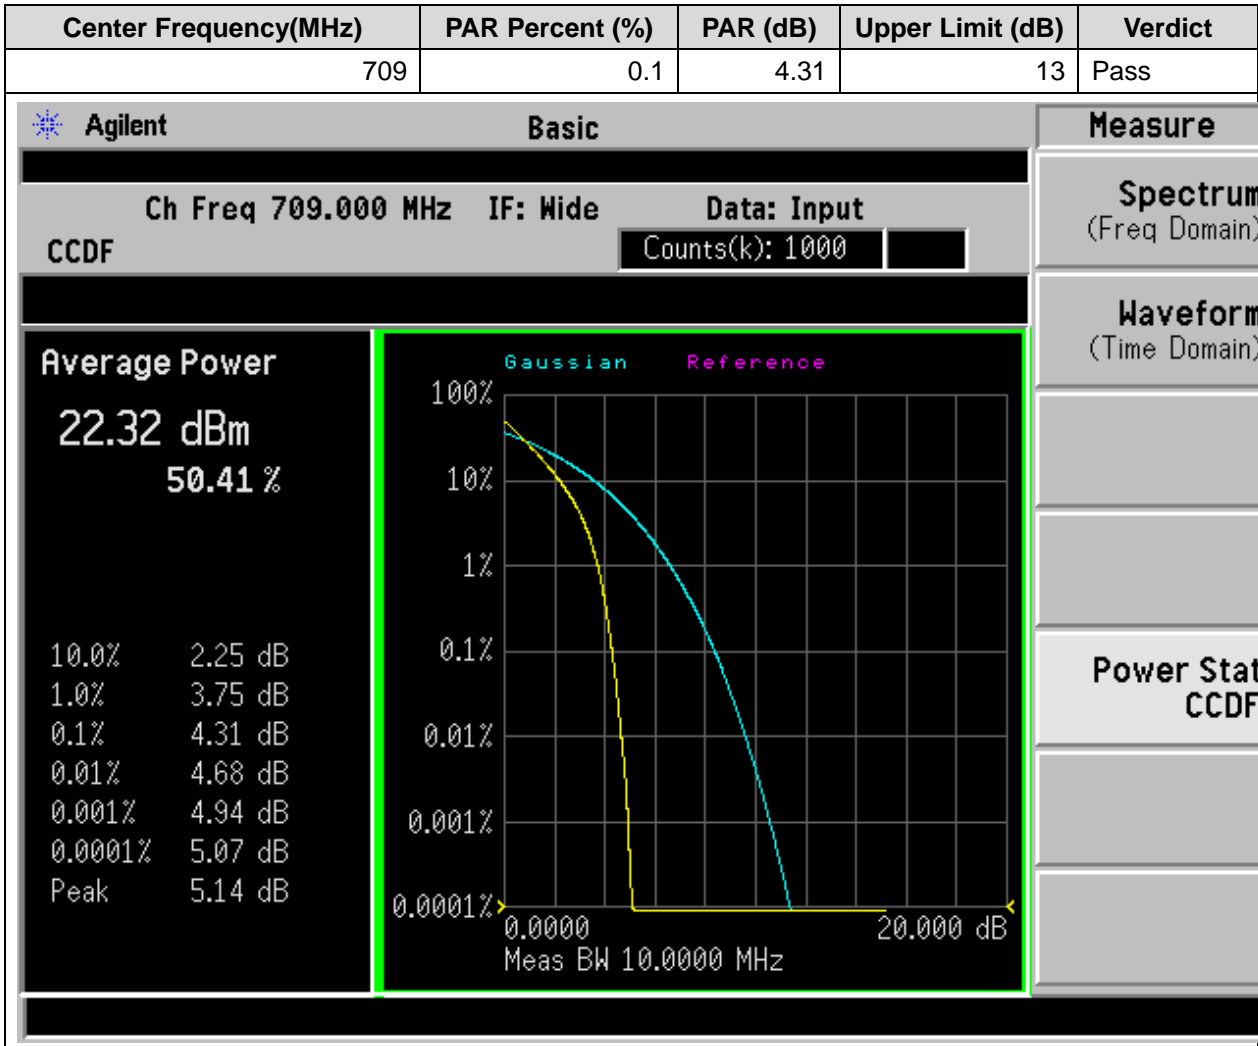 Center Frequency(MHz) PAR Percent (%) PAR (dB) Upper Limit (dB) Verdict
709 0.1 4.31 13 Pass
Agilent Basic Measure
Ch Freq 709.000 MHz IF: Wide Data: Input
CCDF Counts(k): 1000
Average Power
22.32 dBm
50.41 %
10.0% 2.25 dB
1.0% 3.75 dB
0.1% 4.31 dB
0.01% 4.68 dB
0.001% 4.94 dB
0.0001% 5.07 dB
Peak 5.14 dB
Gaussian Reference
100%
10%
1%
0.1%
0.01%
0.001%
0.0001%
0.0000 20.000 dB
Meas BW 10.0000 MHz
Spectrum
(Freq Domain)
Waveform
(Time Domain)
Power Stat
CCDF